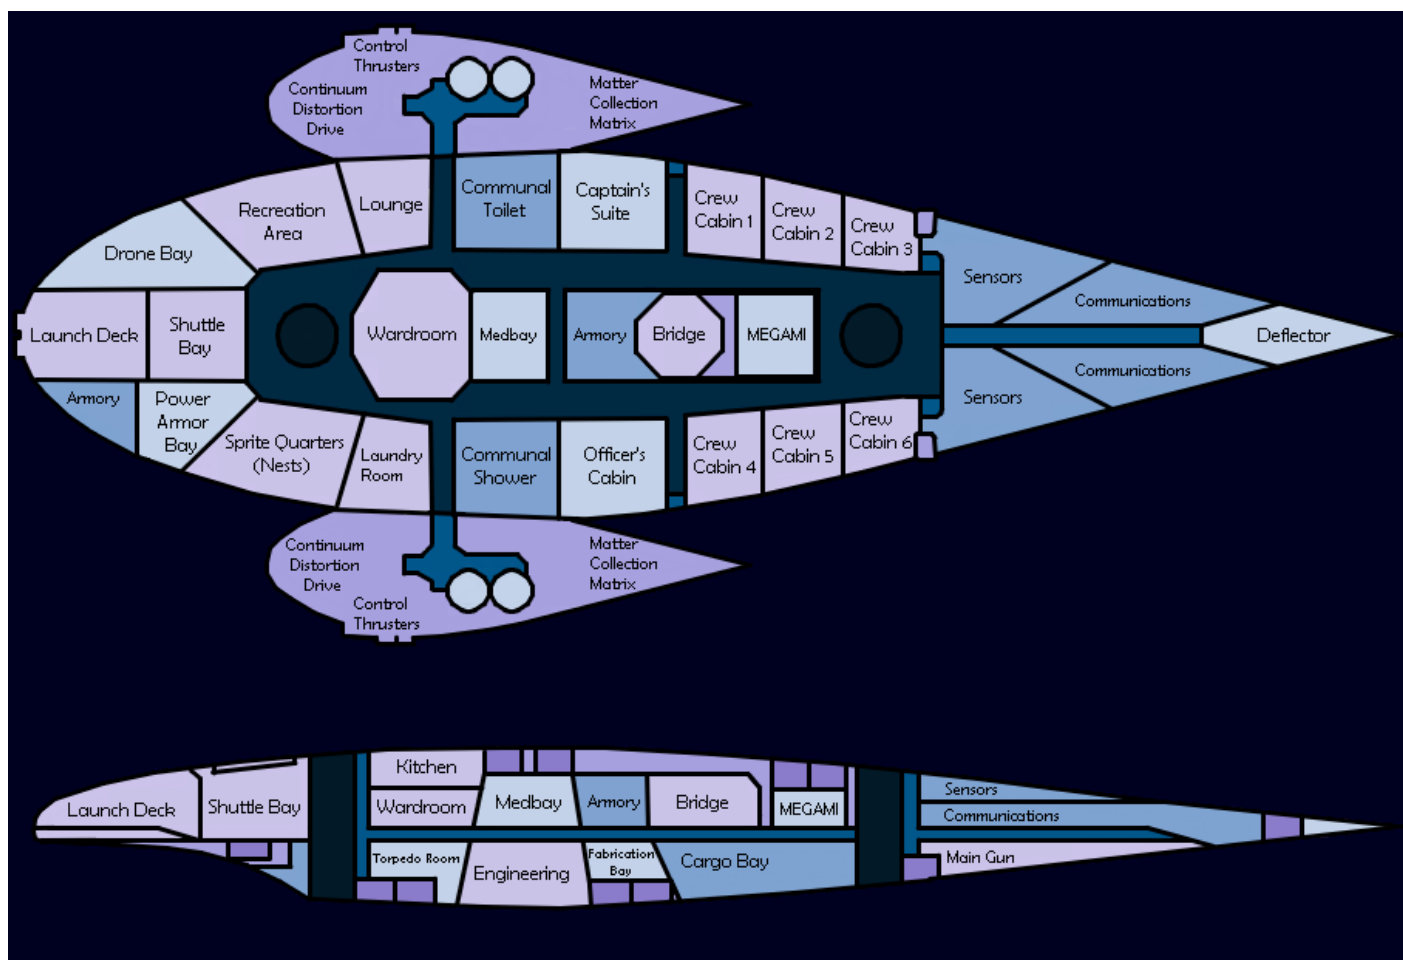 Control
Thrusters
Continuum
Distortion
Drive
Matter
Collection
Matrix
Communal
Toilet
Captain's
Suite
Lounge
Recreation
Area
Crew
Cabin 1
Crew
Cabin 2
Crew
Cabin 3
Drone Bay
Sensors
Communications
Launch Deck
Shuttle
Bay
Wardroom
Medbay
Armory
Bridge
MEGAMI
Deflector
Communications
Sensors
Armory
Power
Armor
Bay
Sprite Quarters
(Nests)
Laundry
Room
Communal
Shower
Officer's
Cabin
Crew
Cabin 4
Crew
Cabin 5
Crew
Cabin 6
Continuum
Distortion
Drive
Matter
Collection
Matrix
Control
Thrusters
Kitchen
Launch Deck
Shuttle Bay
Wardroom
Medbay
Armory
Bridge
MEGAMI
Sensors
Communications
Torpedo Room
Engineering
Fabrication
Bay
Cargo Bay
Main Gun